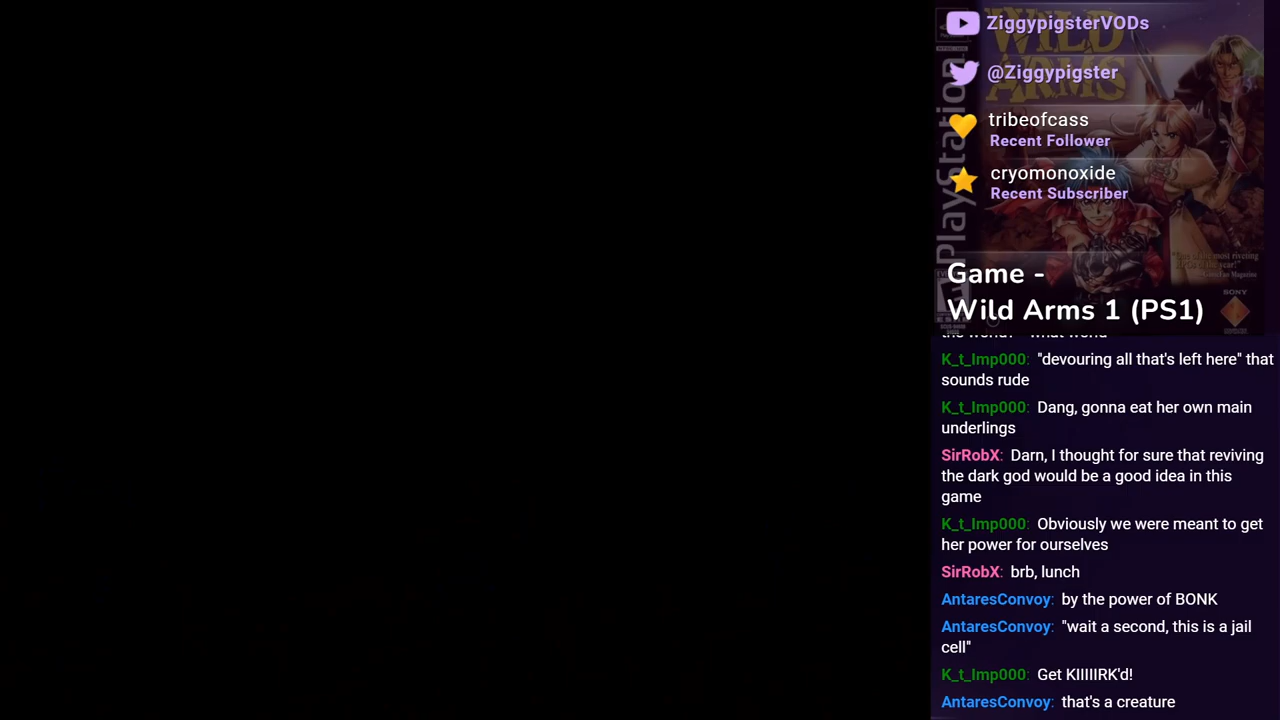 ZiggypigsterVODs
@Ziggypigster
tribeofcass
Recent Follower
cryomonoxide
Recent Subscriber
WILD
ARMS
PlayStation
SONY
Game -
Wild Arms 1 (PS1)
K_t_Imp000: "devouring all that's left here" that
sounds rude
K_t_Imp000: Dang, gonna eat her own main
underlings
SirRobX: Darn, I thought for sure that reviving
the dark god would be a good idea in this
game
K_t_Imp000: Obviously we were meant to get
her power for ourselves
SirRobX: brb, lunch
AntaresConvoy: by the power of BONK
AntaresConvoy: "wait a second, this is a jail
cell"
K_t_Imp000: Get KIIIIIRK'd!
AntaresConvoy: that's a creature